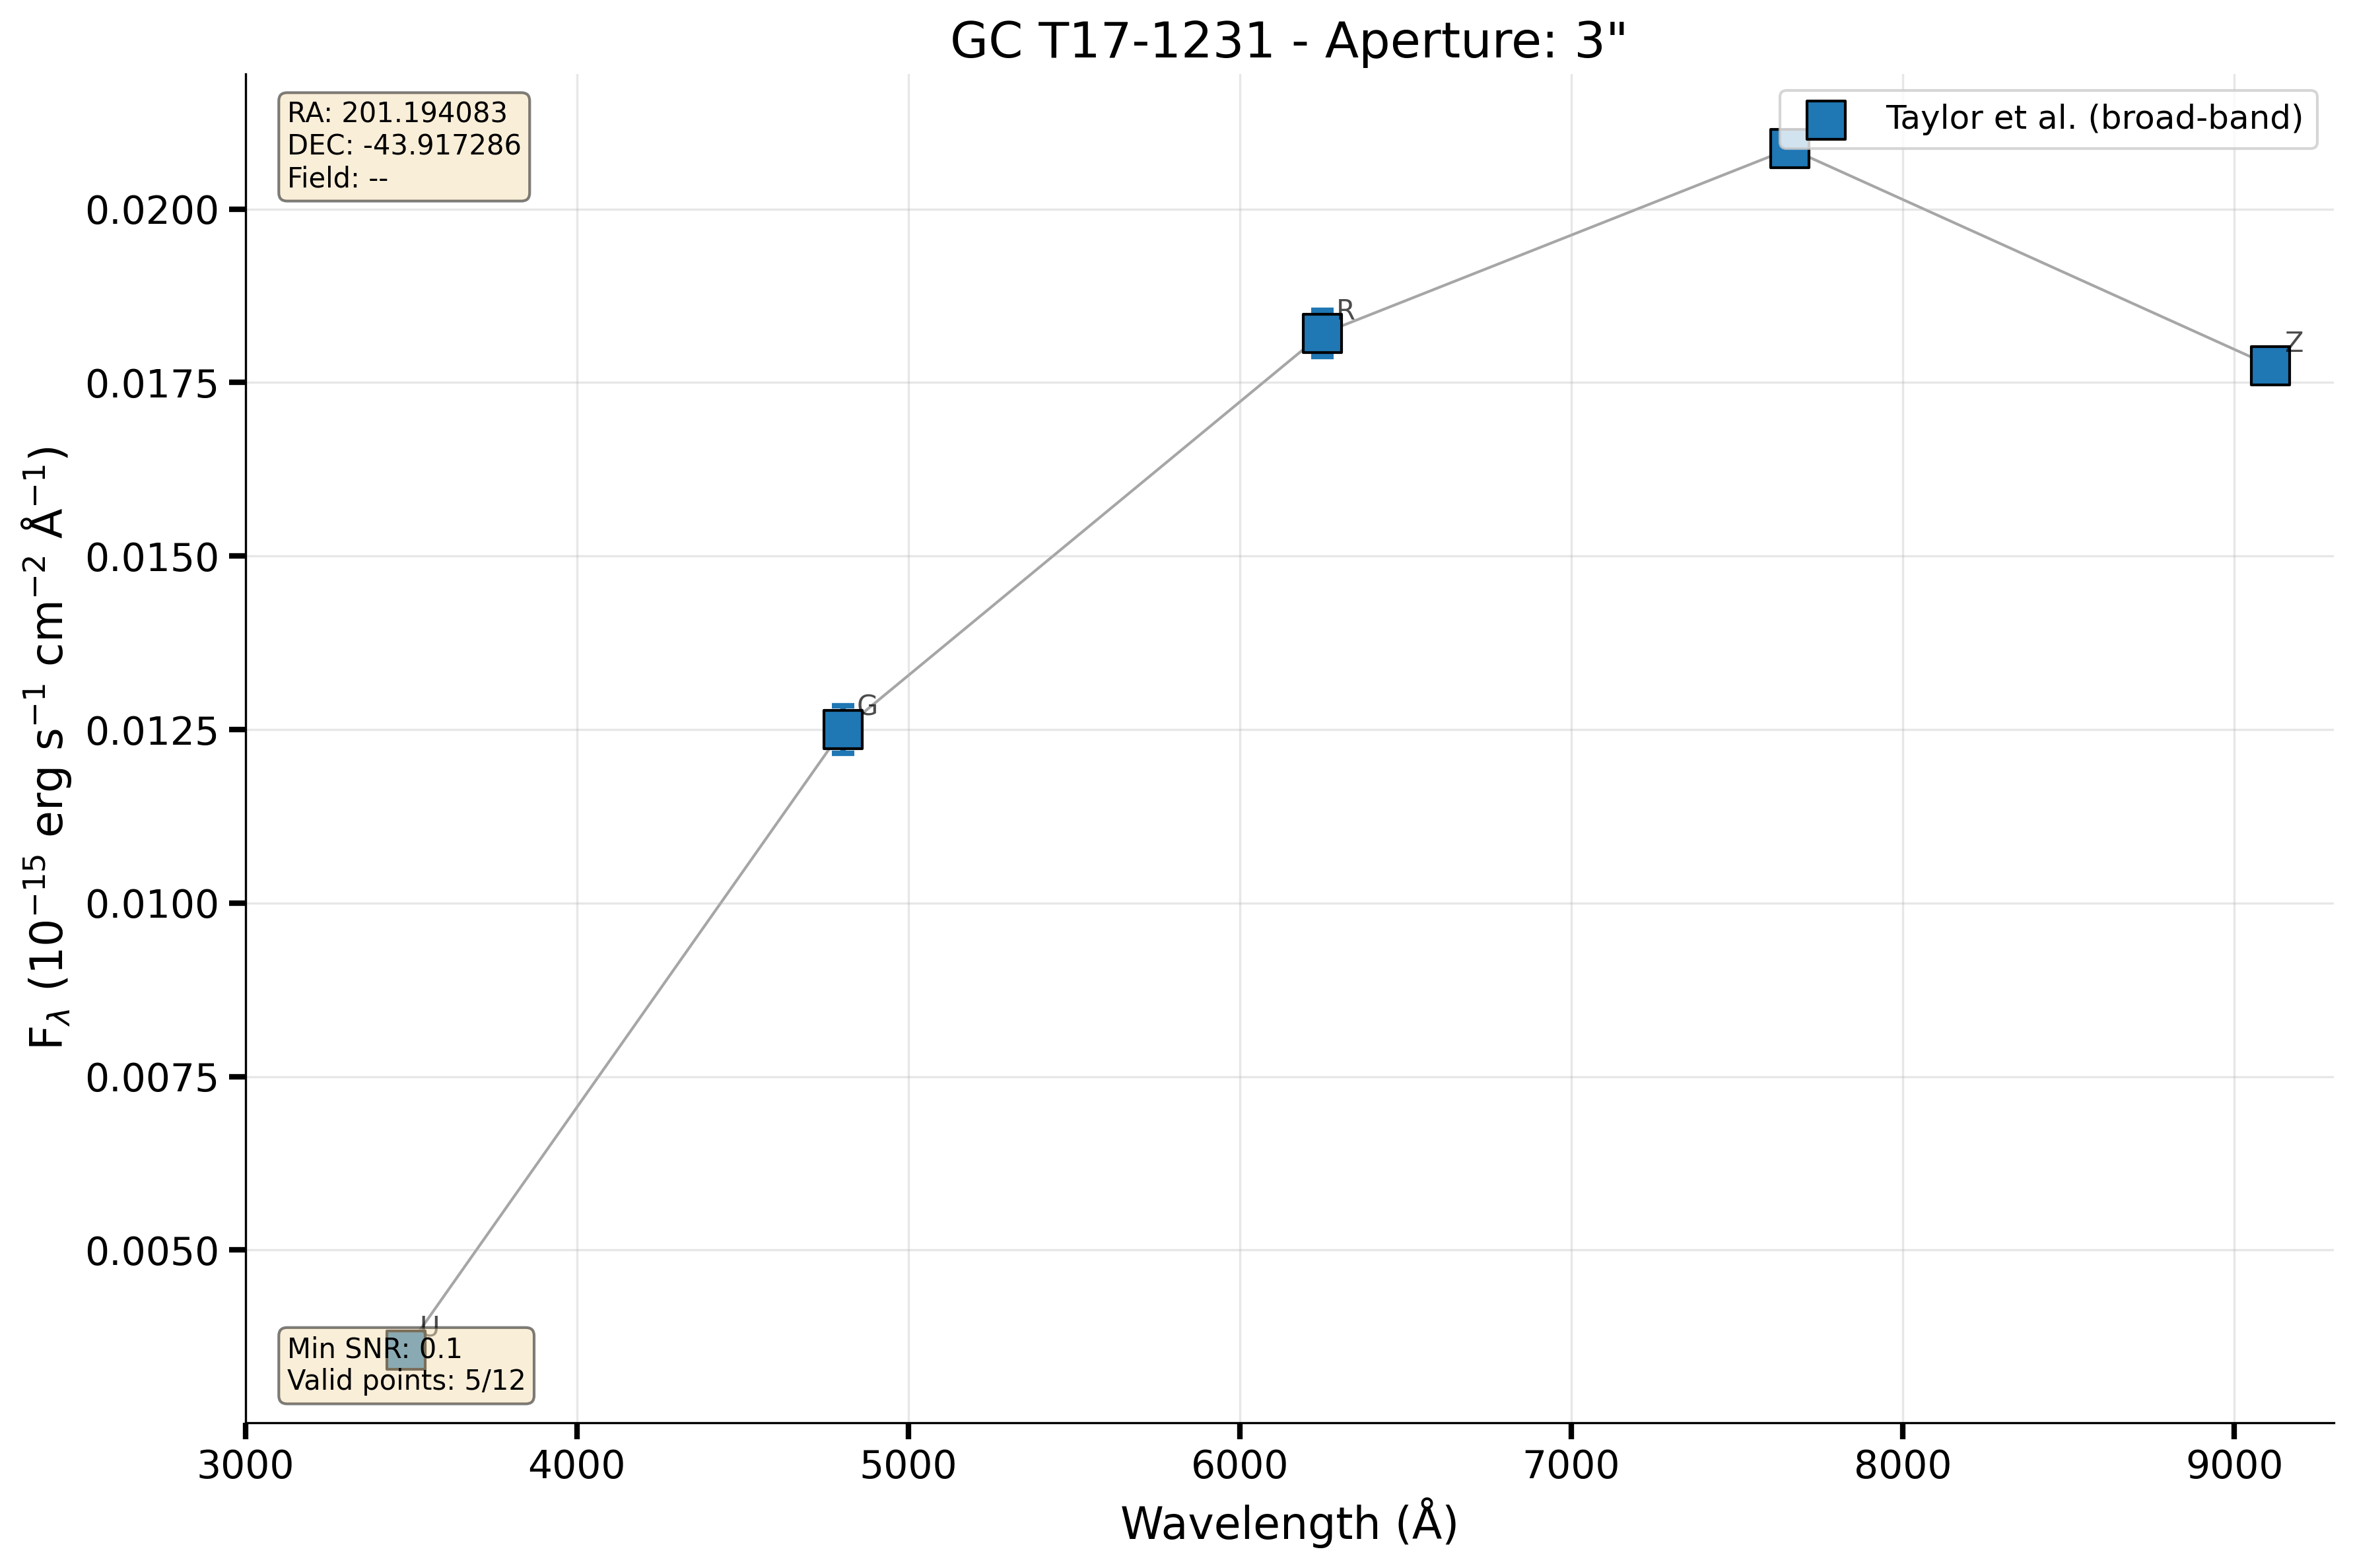 GC T17-1231 - Aperture: 3"
RA: 201.194083
DEC: -43.917286
Field: --
Taylor et al. (broad-band)
F_λ (10⁻¹⁵ erg s⁻¹ cm⁻² Å⁻¹)
0.0200
0.0175
0.0150
0.0125
0.0100
0.0075
0.0050
U
G
R
Z
Min SNR: 0.1
Valid points: 5/12
3000 4000 5000 6000 7000 8000 9000
Wavelength (Å)